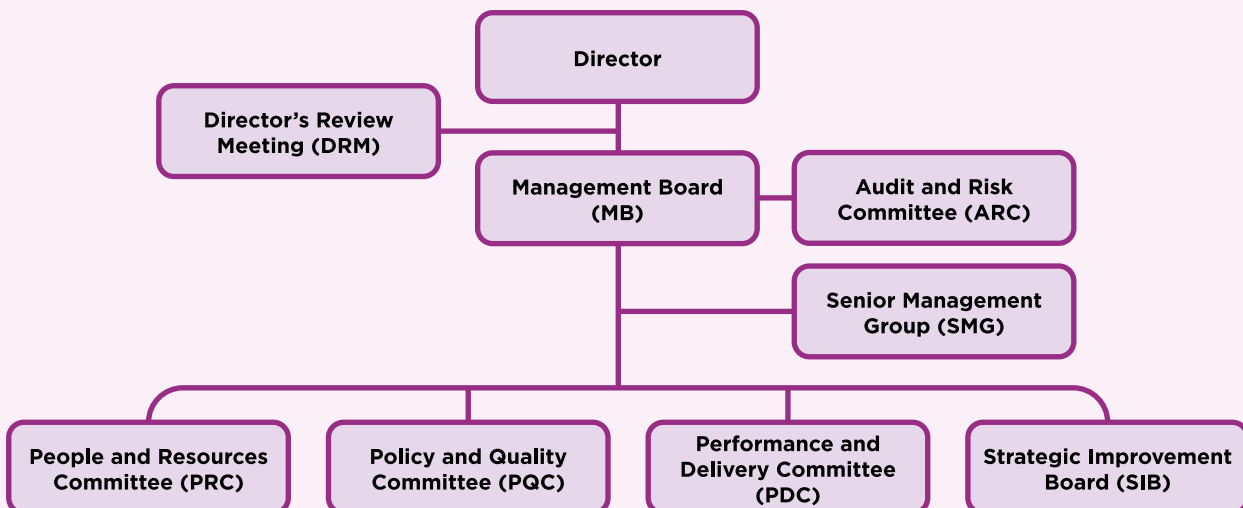 Director
Director’s Review
Meeting (DRM)
Management Board
(MB)
Audit and Risk
Committee (ARC)
Senior Management
Group (SMG)
People and Resources
Committee (PRC)
Policy and Quality
Committee (PQC)
Performance and
Delivery Committee
(PDC)
Strategic Improvement
Board (SIB)